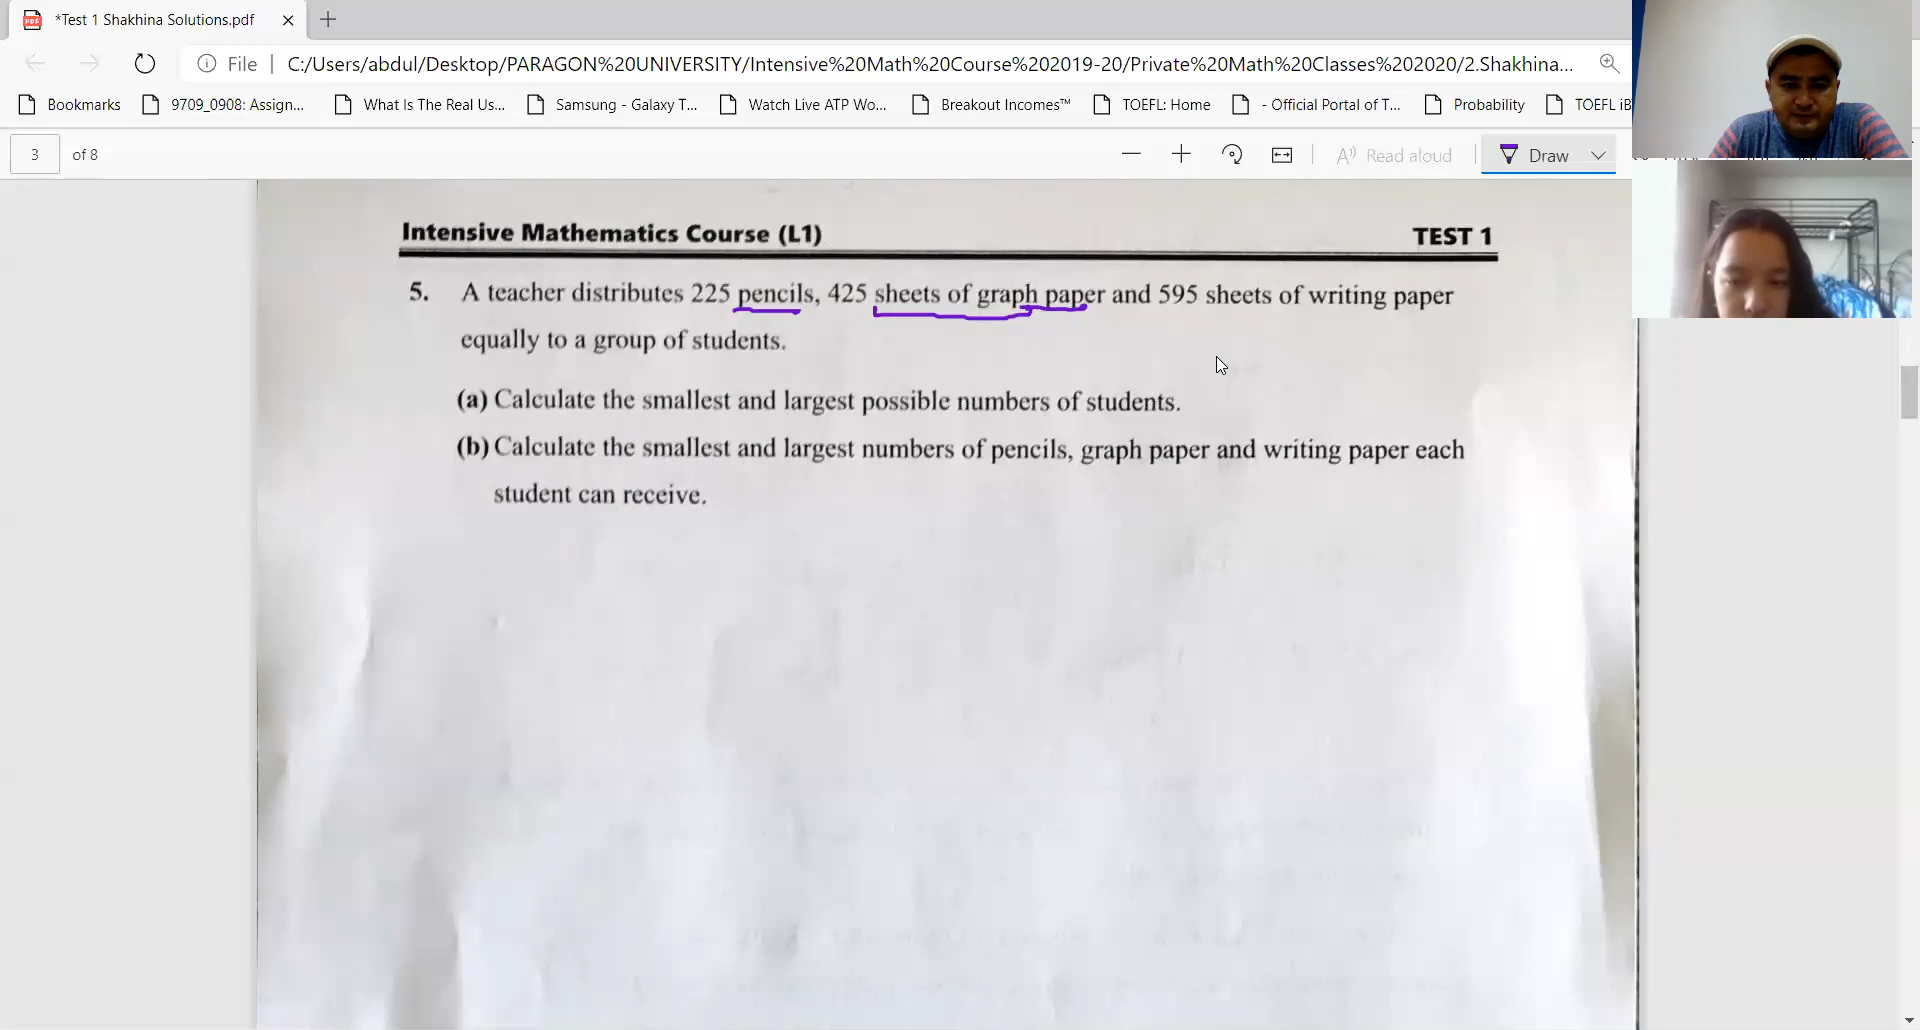 *Test 1 Shakhina Solutions.pdf
File
C:/Users/abdul/Desktop/PARAGON%20UNIVERSITY/Intensive%20Math%20Course%202019-20/Private%20Math%20Classes%202020/2.Shakhina...
Bookmarks 9709_0908: Assign... What Is The Real Us... Samsung - Galaxy T... Watch Live ATP Wo... Breakout Incomes™ TOEFL: Home - Official Portal of T... Probability TOEFL iB
3 of 8 Read aloud Draw
Intensive Mathematics Course (L1) TEST 1
5. A teacher distributes 225 pencils, 425 sheets of graph paper and 595 sheets of writing paper
equally to a group of students.
(a) Calculate the smallest and largest possible numbers of students.
(b) Calculate the smallest and largest numbers of pencils, graph paper and writing paper each
student can receive.